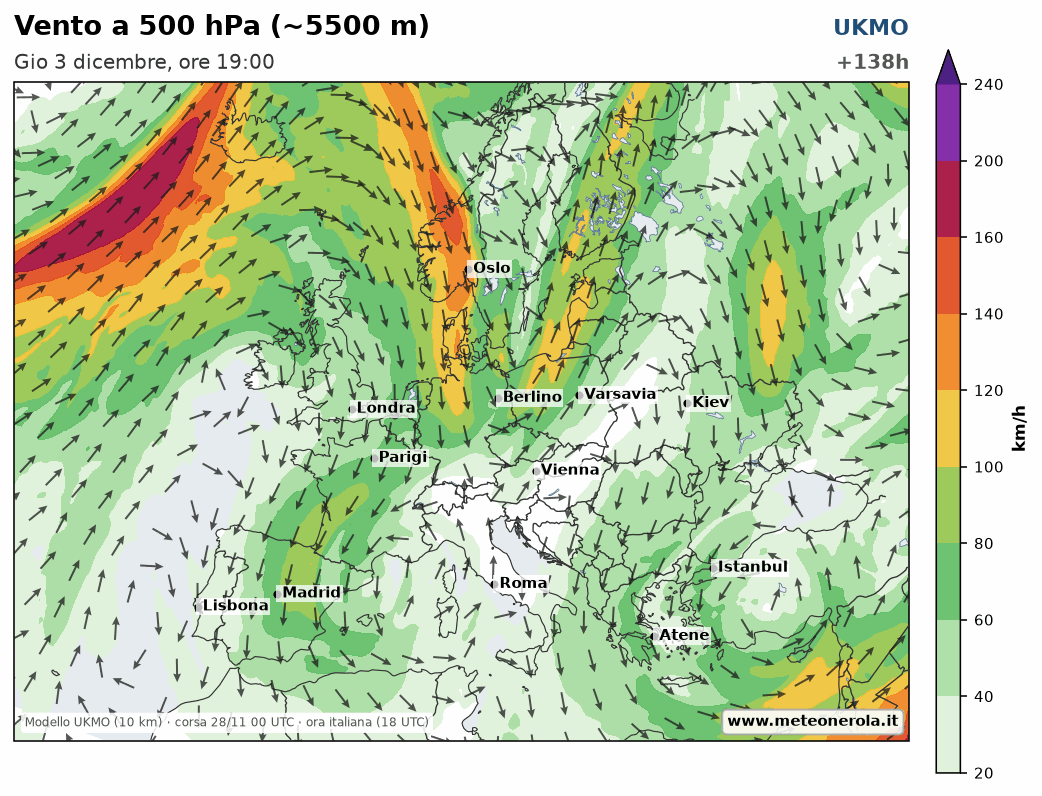 Vento a 500 hPa (~5500 m)
UKMO
Gio 3 dicembre, ore 19:00
+138h
240
200
160
140
120
100
80
60
40
20
km/h
Oslo
Londra
Berlino
Varsavia
Kiev
Parigi
Vienna
Istanbul
Roma
Madrid
Lisbona
Atene
Modello UKMO (10 km) · corsa 28/11 00 UTC · ora italiana (18 UTC)
www.meteonerola.it